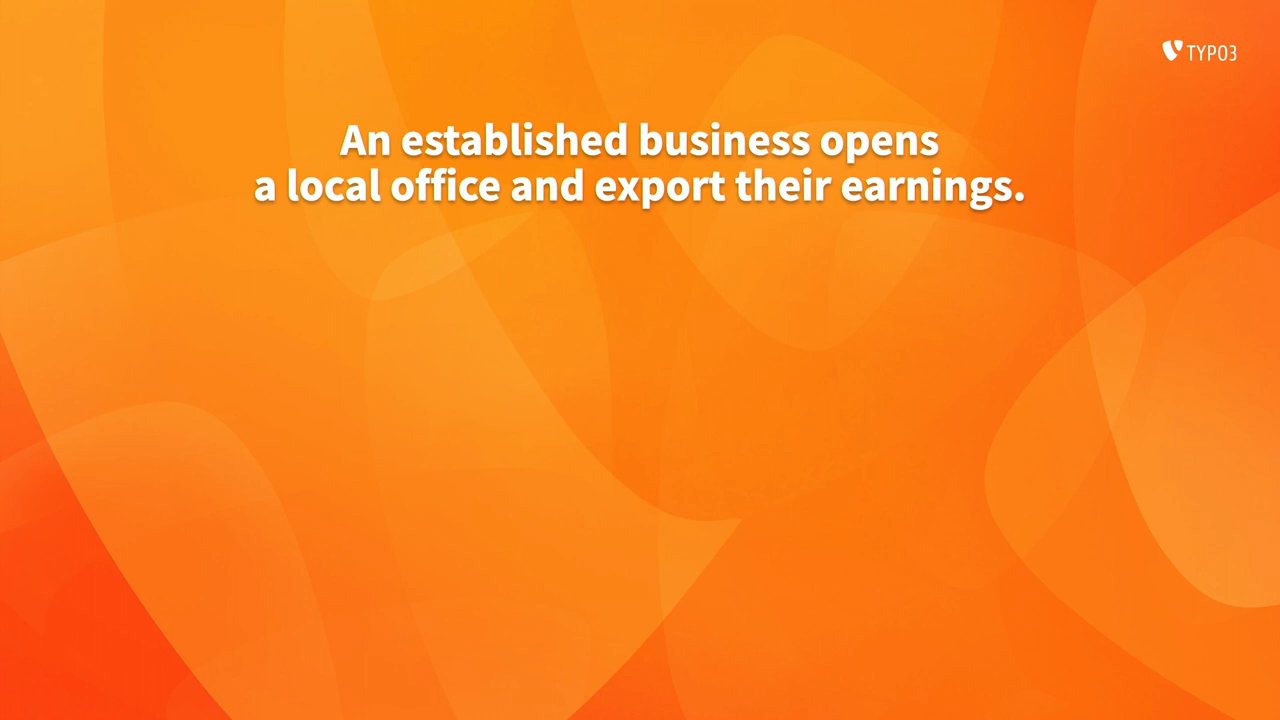 TYPO3
An established business opens
a local office and export their earnings.